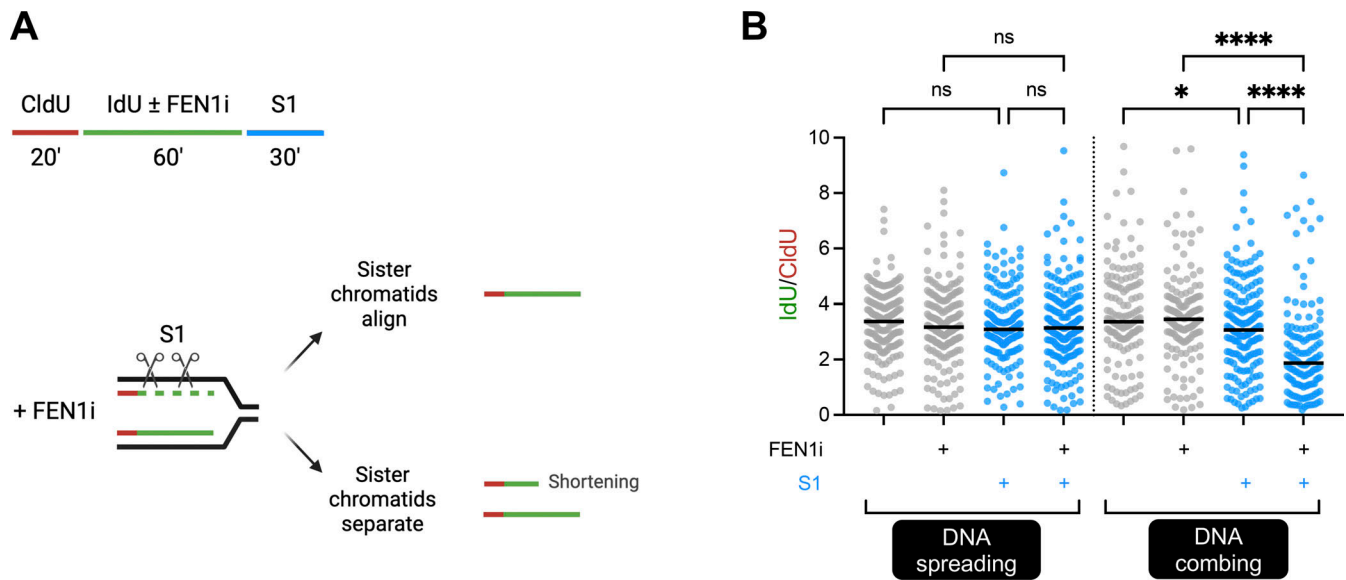 A
CldU IdU ± FEN1i S1
20' 60' 30'
Sister
chromatids
align
S1
+ FEN1i
Sister
chromatids
separate
Shortening
B
ns ****
ns ns * ****
IdU/CldU
10
8
6
4
2
0
FEN1i + + + +
S1 + + + +
DNA
spreading
DNA
combing